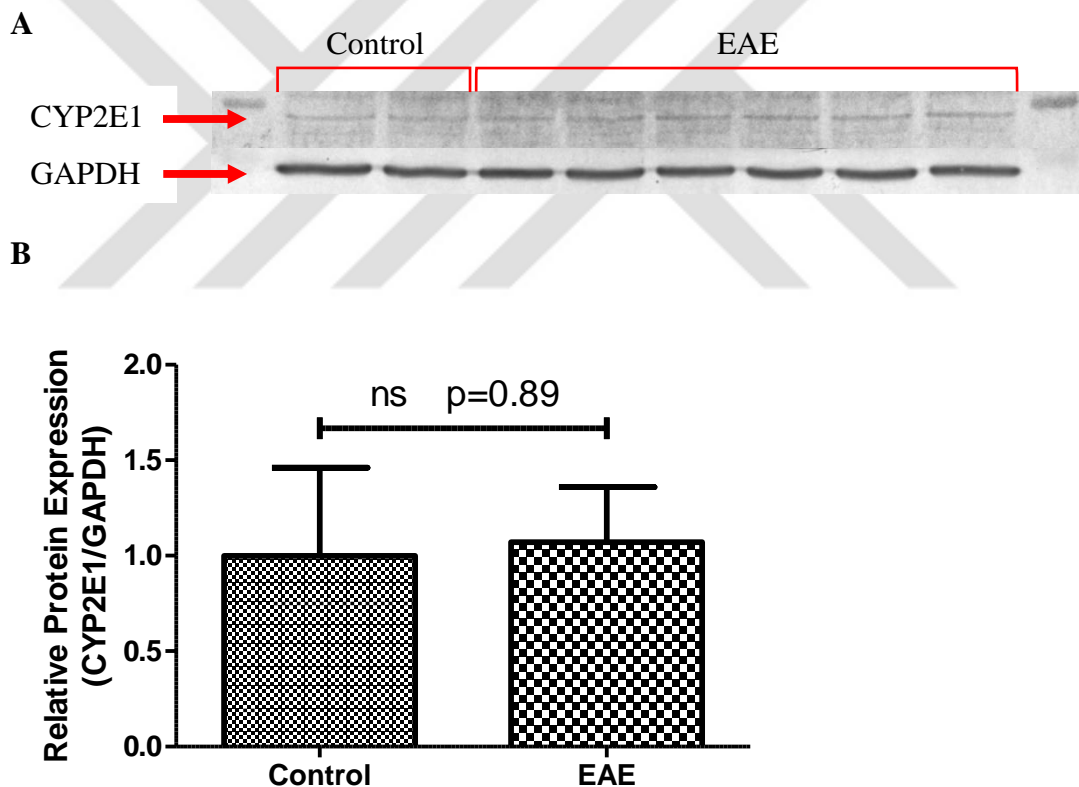 A
Control EAE
CYP2E1
GAPDH
B
Relative Protein Expression
(CYP2E1/GAPDH)
2.0
1.5
1.0
0.5
0.0
ns p=0.89
Control EAE